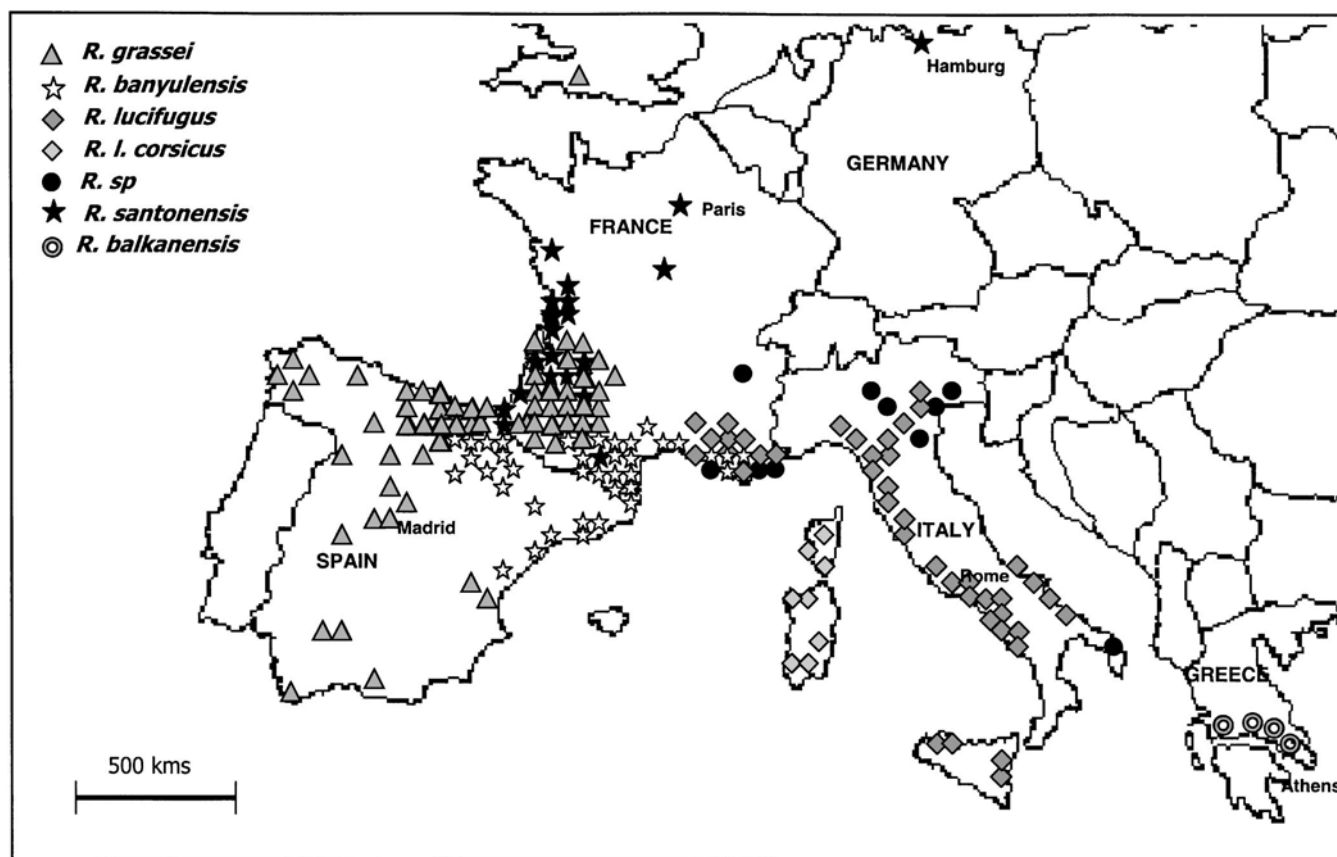 R. grassei
R. banyulensis
R. lucifugus
R. l. corsicus
R. sp
R. santonensis
R. balkanensis
Hamburg
GERMANY
Paris
FRANCE
Madrid
SPAIN
ITALY
Rome
GREECE
Athens
500 kms